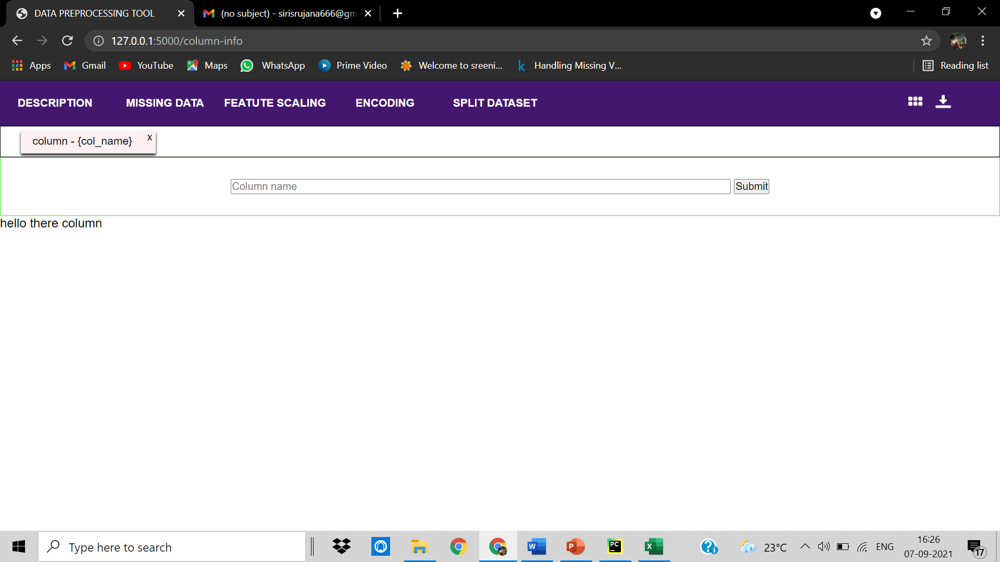 DATA PREPROCESSING TOOL
(no subject) - sirisrujana666@gm
127.0.0.1:5000/column-info
Apps Gmail YouTube Maps WhatsApp Prime Video Welcome to sreeni... k Handling Missing V... Reading list
DESCRIPTION MISSING DATA FEATUTE SCALING ENCODING SPLIT DATASET
column - {col_name} x
Column name Submit
hello there column
Type here to search W P PC X 23°C ENG 16:26
07-09-2021 17